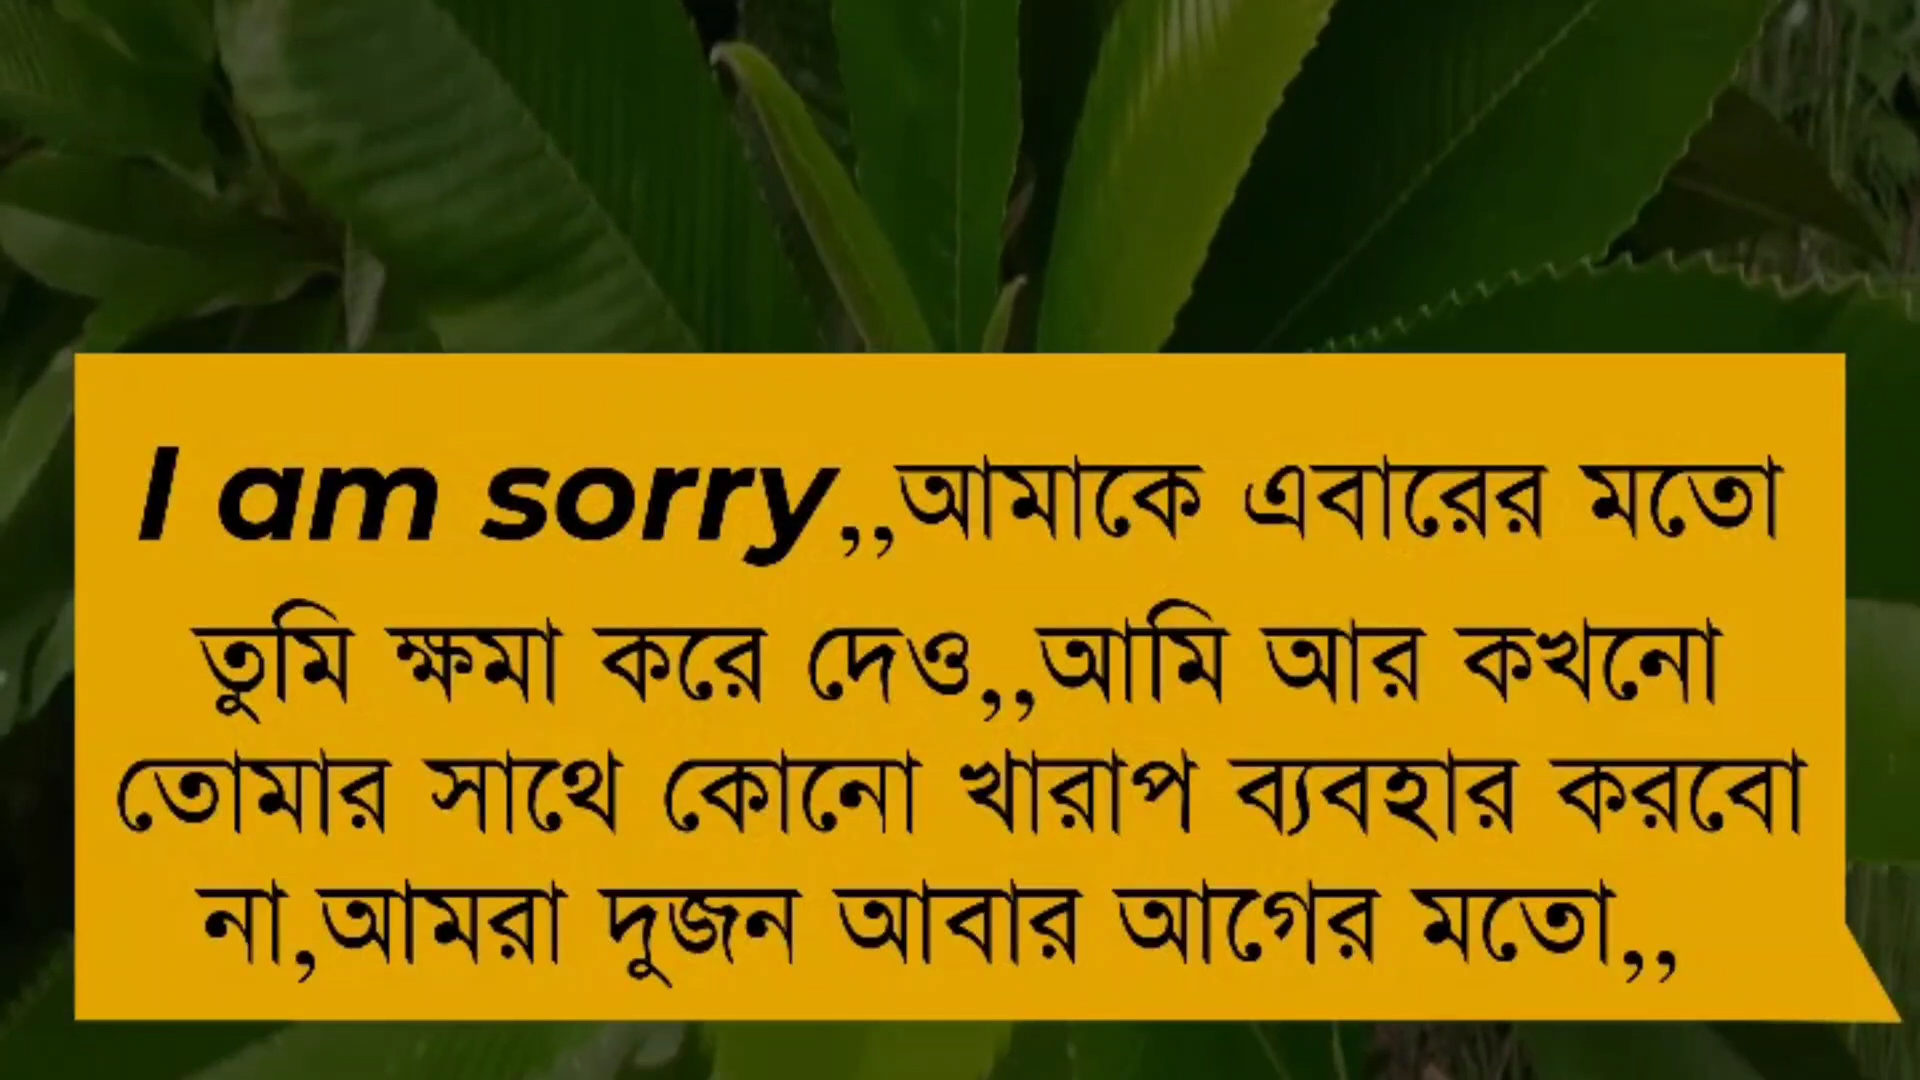 I am sorry,,আমাকে এবারের মতো
তুমি ক্ষমা করে দেও,,আমি আর কখনো
তোমার সাথে কোনো খারাপ ব্যবহার করবো
না,আমরা দুজন আবার আগের মতো,,